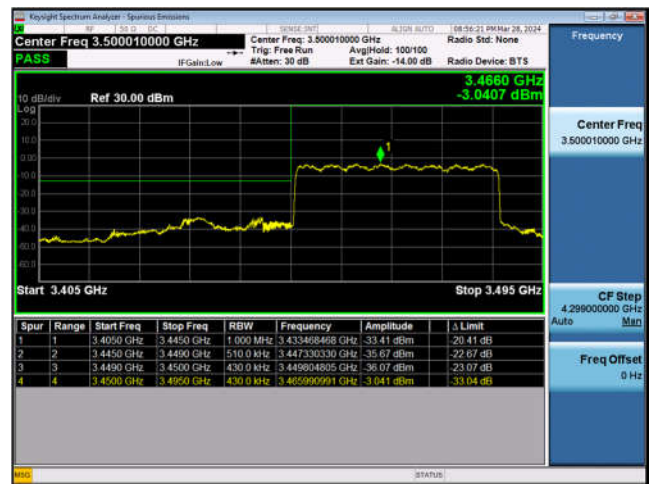 Keysight Spectrum Analyzer - Spurious Emissions
RF 50 Ω DC SENSE:INT ALIGN AUTO 08:56:21 PM Mar 28, 2024
Center Freq 3.500010000 GHz
Center Freq: 3.500010000 GHz
Radio Std: None
Trig: Free Run
Avg|Hold: 100/100
PASS
IFGain:Low
#Atten: 30 dB
Ext Gain: -14.00 dB
Radio Device: BTS
Frequency
3.4660 GHz
-3.0407 dBm
10 dB/div Ref 30.00 dBm
Log
20.0
10.0
0.00
-10.0
-20.0
-30.0
-40.0
-50.0
-60.0
1
Start 3.405 GHz
Stop 3.495 GHz
Center Freq
3.500010000 GHz
CF Step
4.299000000 GHz
Auto Man
Freq Offset
0 Hz
Spur Range Start Freq Stop Freq RBW Frequency Amplitude Δ Limit
1 1 3.4050 GHz 3.4450 GHz 1.000 MHz 3.433468468 GHz -33.41 dBm -20.41 dB
2 2 3.4450 GHz 3.4490 GHz 510.0 kHz 3.447330330 GHz -35.67 dBm -22.67 dB
3 3 3.4490 GHz 3.4500 GHz 430.0 kHz 3.449804805 GHz -36.07 dBm -23.07 dB
4 4 3.4500 GHz 3.4950 GHz 430.0 kHz 3.465990991 GHz -3.041 dBm -33.04 dB
MSG
STATUS